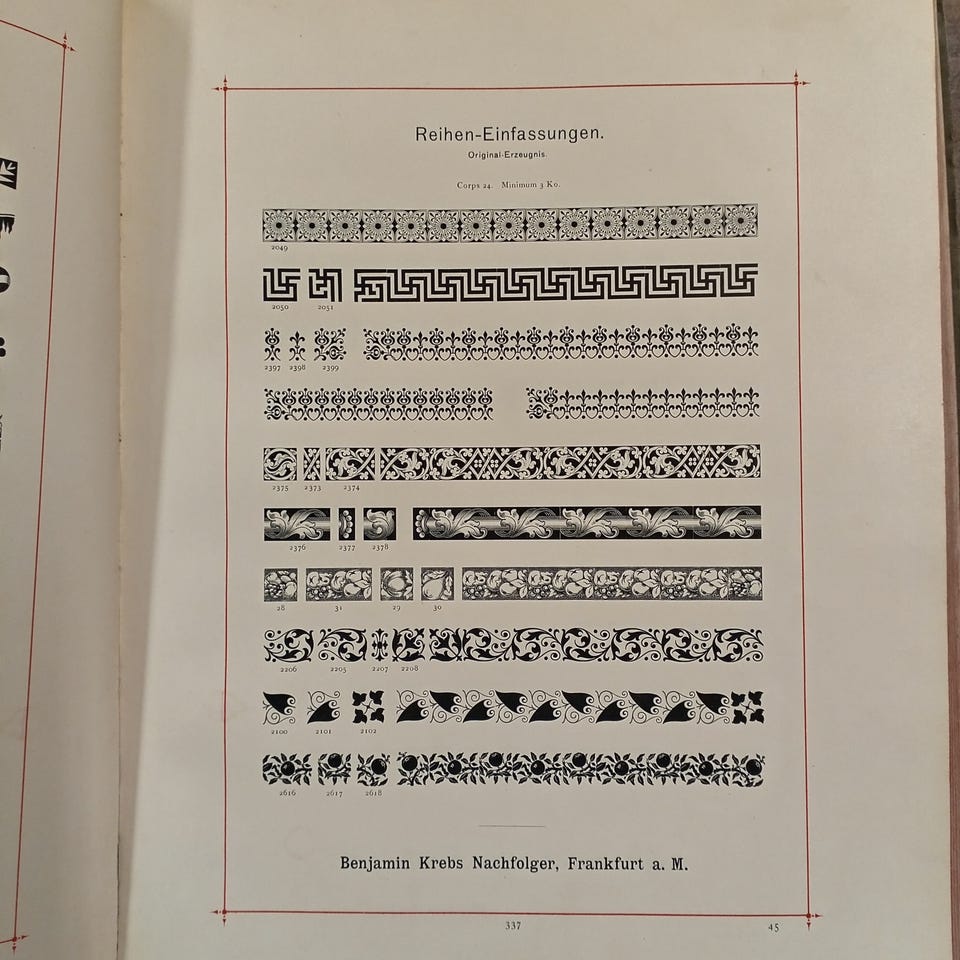 Reihen-Einfassungen.
Original-Erzeugnis.
Corps 24. Minimum 3 Ko.
2049
2050 2051
2397 2398 2399
2375 2373 2374
2376 2377 2378
28 31 29 30
2206 2205 2207 2208
2100 2101 2102
2616 2617 2618
Benjamin Krebs Nachfolger, Frankfurt a. M.
337 45